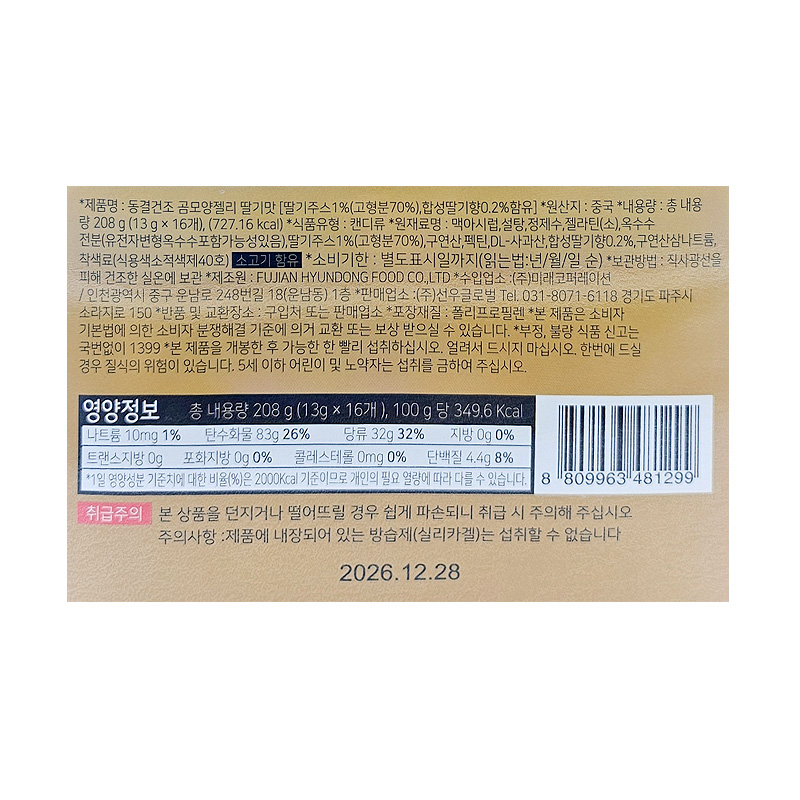 *제품명 : 동결건조 곰모양젤리 딸기맛 [딸기주스1%(고형분70%),합성딸기향0.2%함유] *원산지 : 중국 *내용량 : 총 내용
량 208 g (13 g × 16개), (727.16 kcal) *식품유형 : 캔디류 *원재료명 : 맥아시럽,설탕,정제수,젤라틴(소),옥수수
전분(유전자변형옥수수포함가능성있음),딸기주스1%(고형분70%),구연산,펙틴,DL-사과산,합성딸기향0.2%,구연산삼나트륨,
착색료(식용색소적색제40호) 소고기 함유 *소비기한 : 별도표시일까지(읽는법:년/월/일 순) *보관방법 : 직사광선을
피해 건조한 실온에 보관 *제조원 : FUJIAN HYUNDONG FOOD CO.,LTD *수입업소 : (주)미래코퍼레이션
/ 인천광역시 중구 운남로 248번길 18(운남동) 1층 *판매업소 : (주)선우글로벌 Tel. 031-8071-6118 경기도 파주시
소라지로 150 *반품 및 교환장소 : 구입처 또는 판매업소 *포장재질 : 폴리프로필렌 *본 제품은 소비자
기본법에 의한 소비자 분쟁해결 기준에 의거 교환 또는 보상 받으실 수 있습니다. *부정, 불량 식품 신고는
국번없이 1399 *본 제품을 개봉한 후 가능한 한 빨리 섭취하십시오. 얼려서 드시지 마십시오. 한번에 드실
경우 질식의 위험이 있습니다. 5세 이하 어린이 및 노약자는 섭취를 금하여 주십시오.
영양정보 총 내용량 208 g (13g × 16개 ), 100 g 당 349.6 Kcal
나트륨 10mg 1% 탄수화물 83g 26% 당류 32g 32% 지방 0g 0%
트랜스지방 0g 포화지방 0g 0% 콜레스테롤 0mg 0% 단백질 4.4g 8%
*1일 영양성분 기준치에 대한 비율(%)은 2000Kcal 기준이므로 개인의 필요 열량에 따라 다를 수 있습니다.
8 809963 481299
취급주의 본 상품을 던지거나 떨어뜨릴 경우 쉽게 파손되니 취급 시 주의해 주십시오
주의사항 :제품에 내장되어 있는 방습제(실리카겔)는 섭취할 수 없습니다
2026.12.28